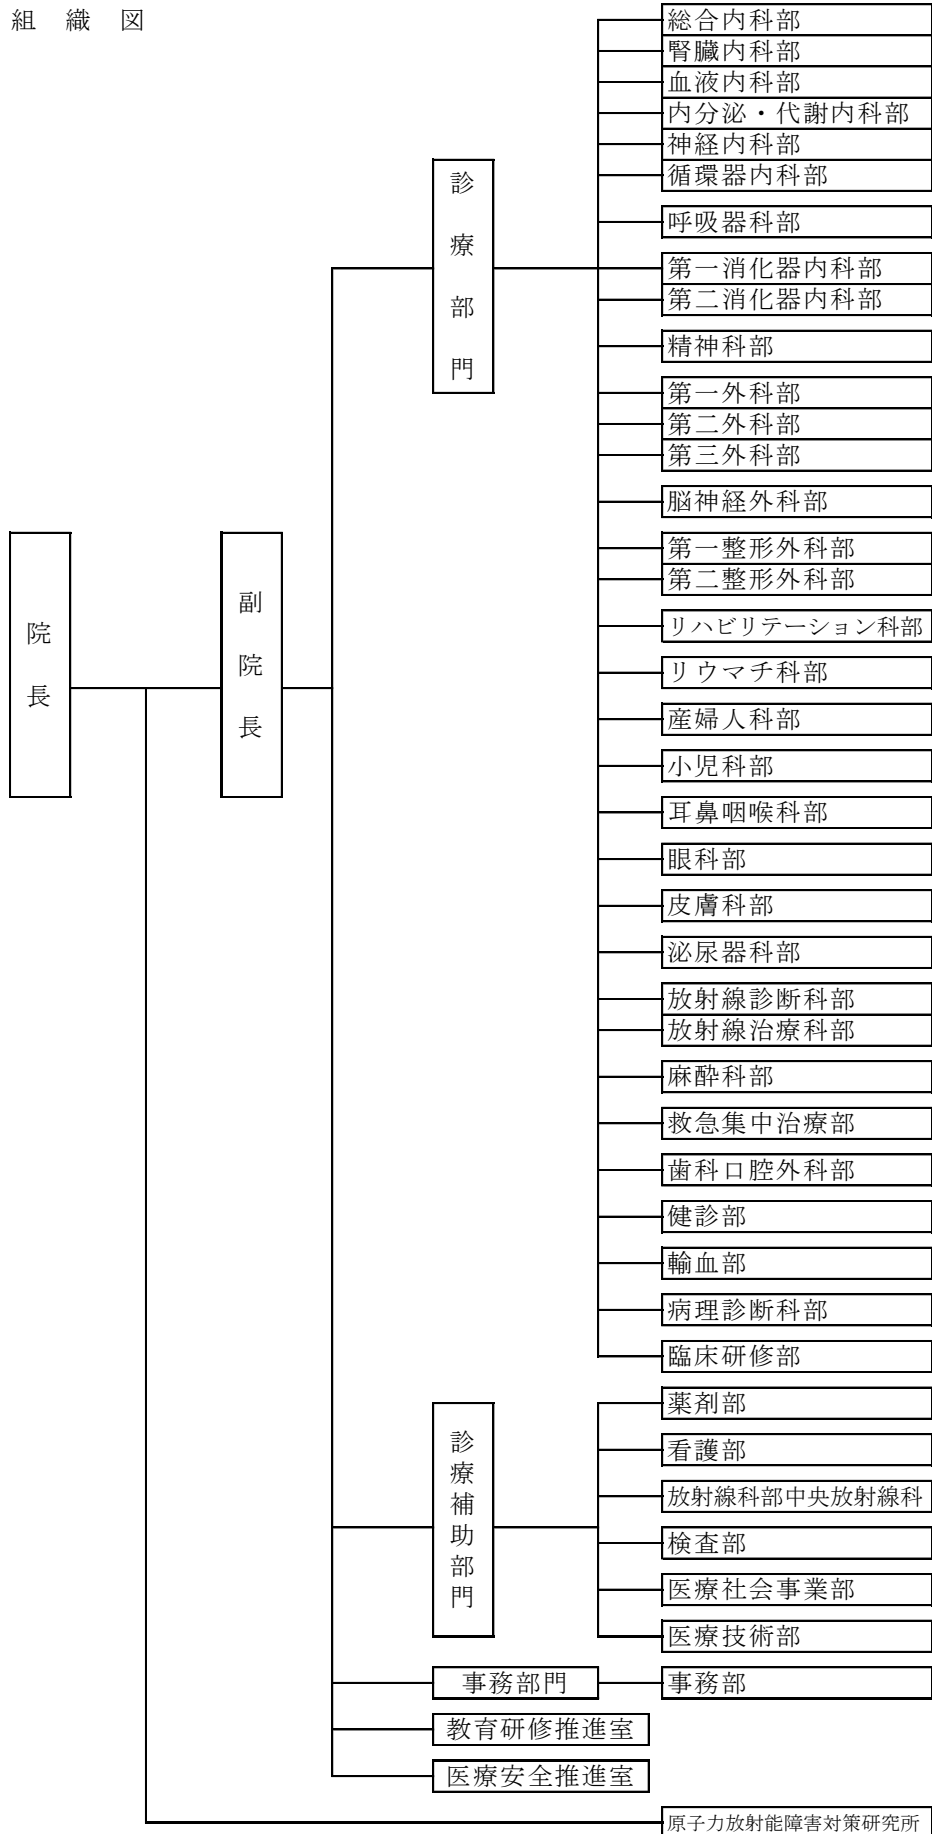 組織図
院長
副院長
診療部門
総合内科部
腎臓内科部
血液内科部
内分泌・代謝内科部
神経内科部
循環器内科部
呼吸器科部
第一消化器内科部
第二消化器内科部
精神科部
第一外科部
第二外科部
第三外科部
脳神経外科部
第一整形外科部
第二整形外科部
リハビリテーション科部
リウマチ科部
産婦人科部
小児科部
耳鼻咽喉科部
眼科部
皮膚科部
泌尿器科部
放射線診断科部
放射線治療科部
麻酔科部
救急集中治療部
歯科口腔外科部
健診部
輸血部
病理診断科部
臨床研修部
診療補助部門
薬剤部
看護部
放射線科部中央放射線科
検査部
医療社会事業部
医療技術部
事務部門
事務部
教育研修推進室
医療安全推進室
原子力放射能障害対策研究所